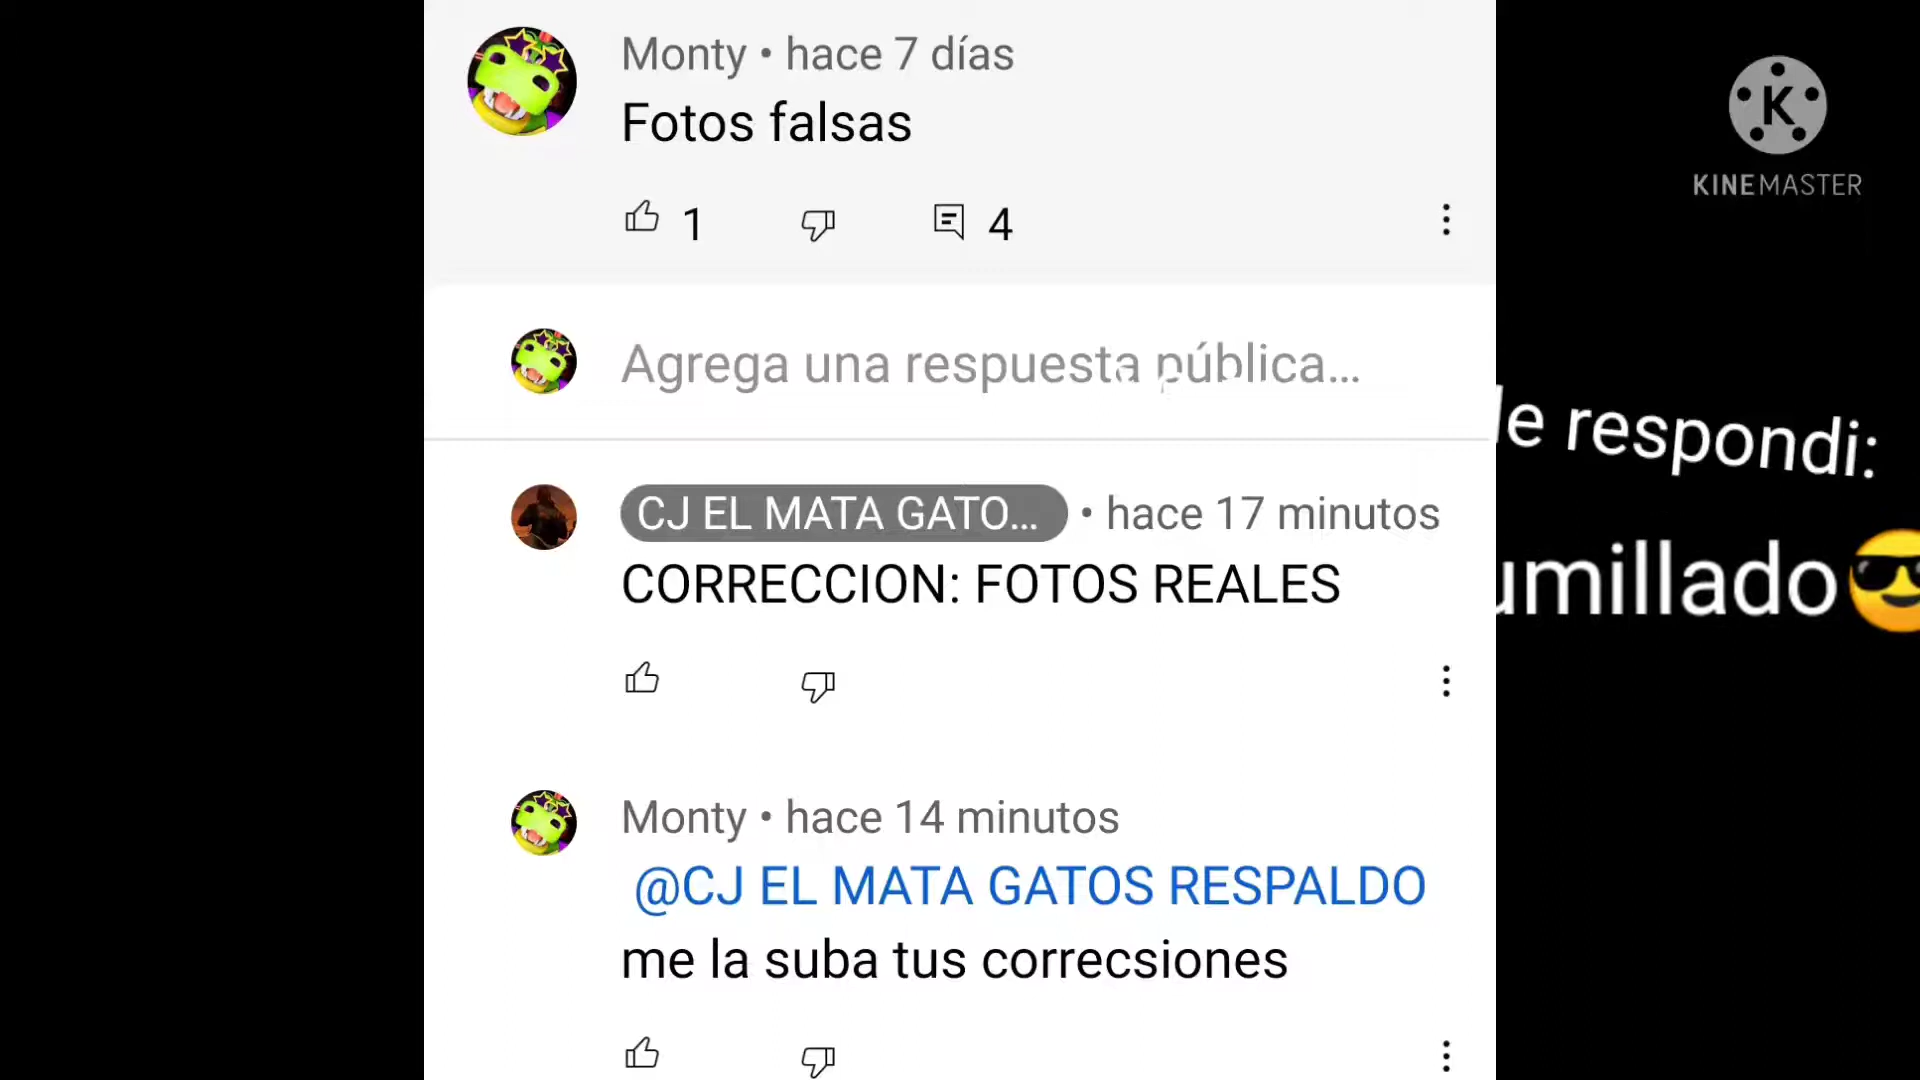 Monty • hace 7 días
Fotos falsas
1
4
KINEMASTER
Agrega una respuesta pública...
le respondi:
CJ EL MATA GATO... • hace 17 minutos
CORRECCION: FOTOS REALES
umillado😎
Monty • hace 14 minutos
@CJ EL MATA GATOS RESPALDO
me la suba tus correcsiones